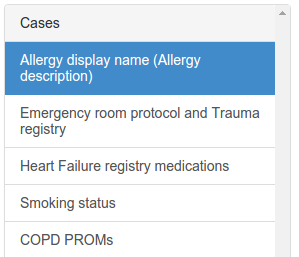 Cases
Allergy display name (Allergy
description)
Emergency room protocol and Trauma
registry
Heart Failure registry medications
Smoking status
COPD PROMs